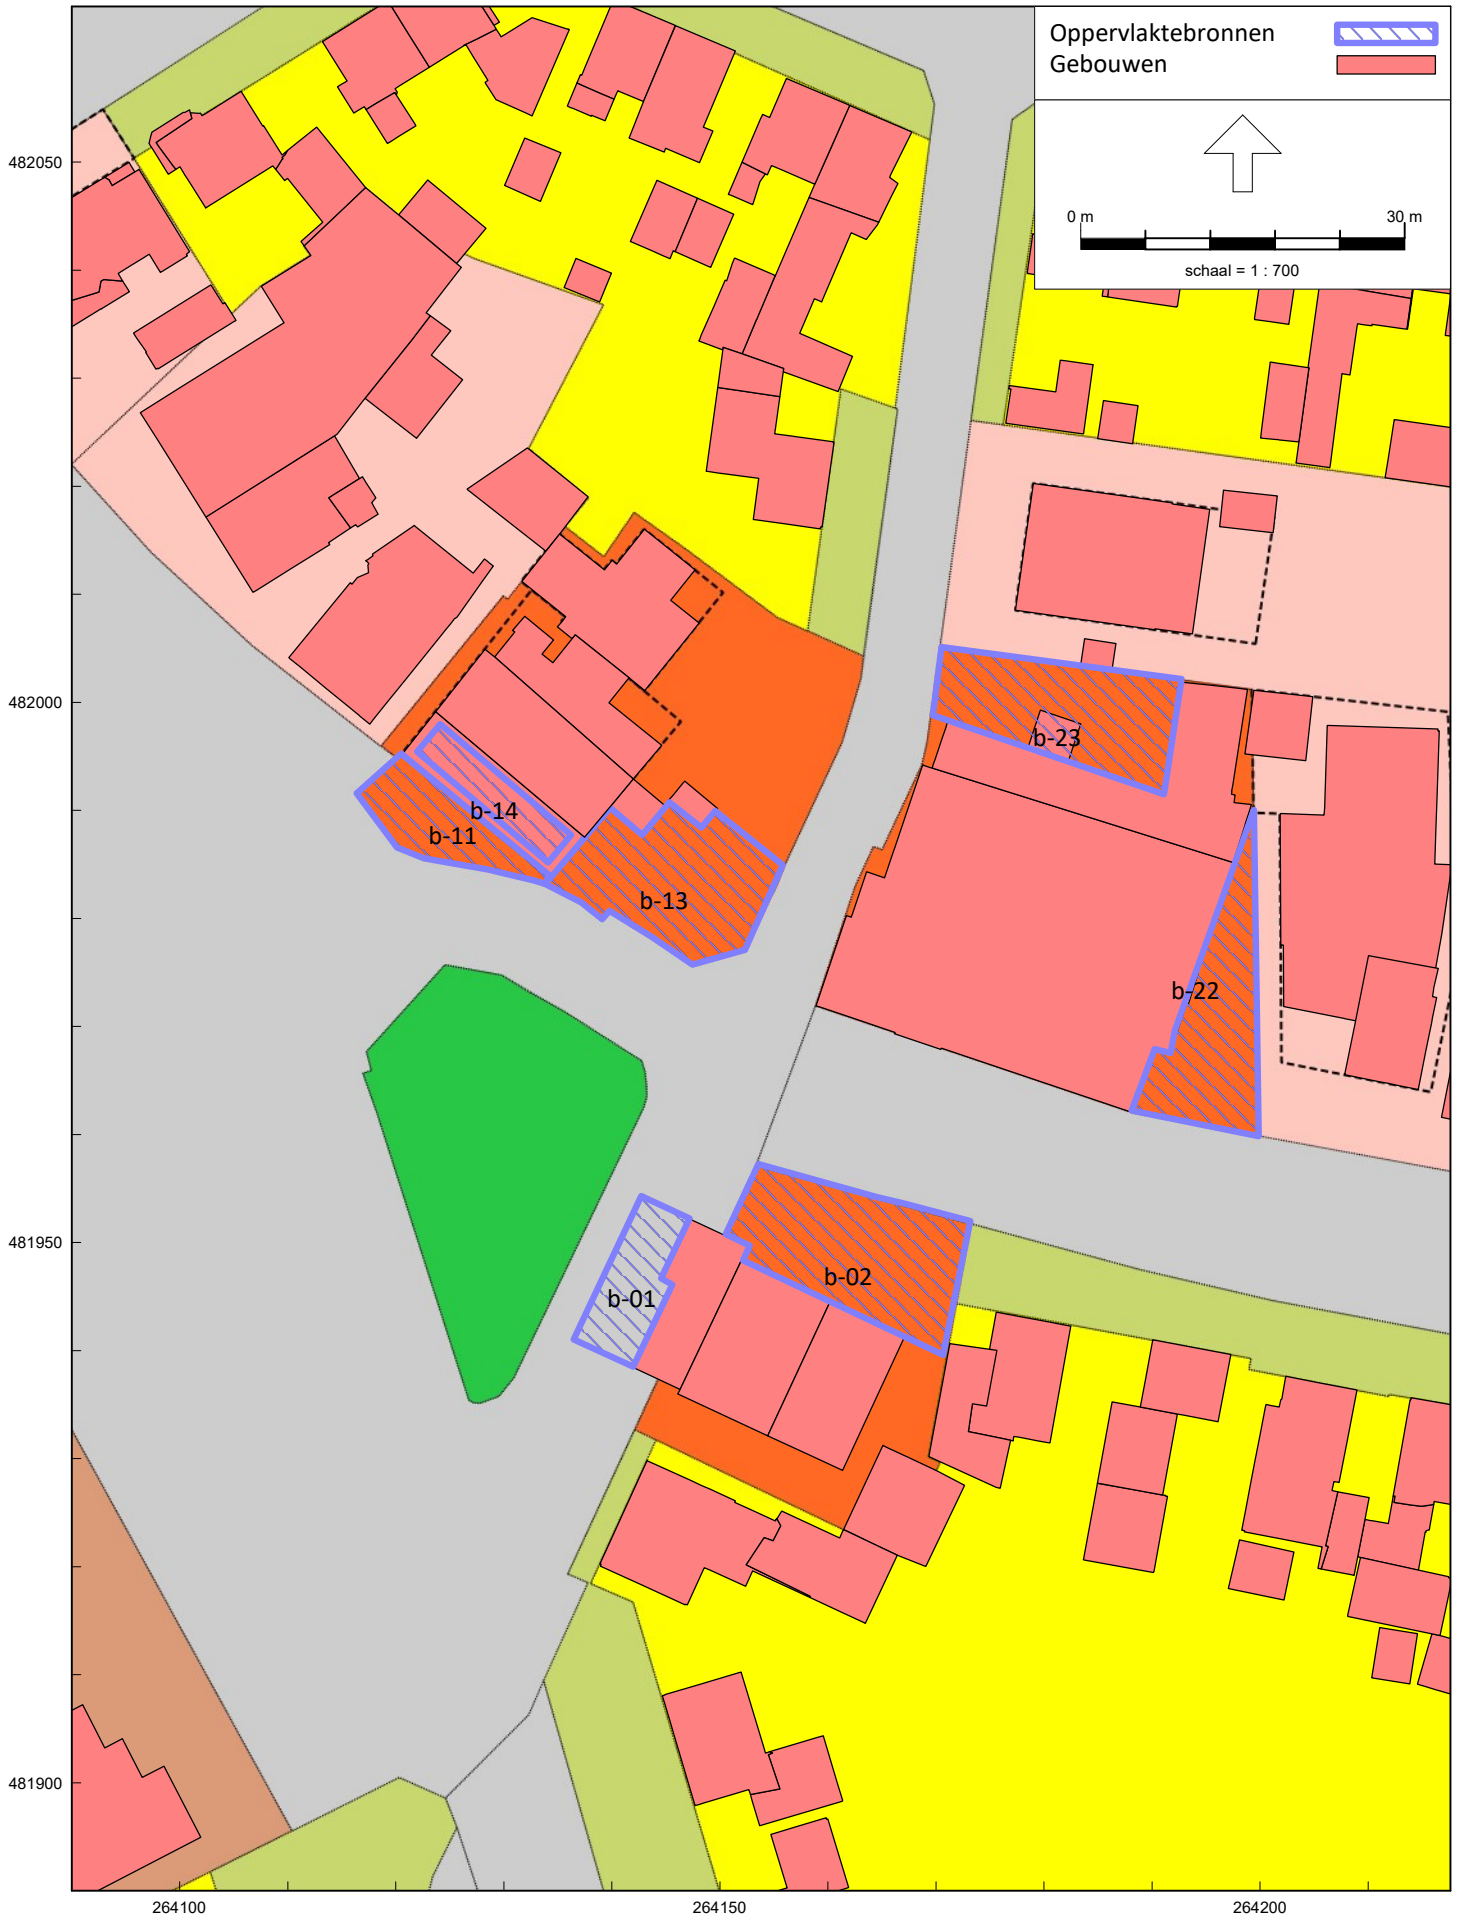 Oppervlaktebronnen
Gebouwen
0 m 30 m
schaal = 1 : 700
482050
482000
481950
481900
b-23
b-14
b-11
b-13
b-22
b-02
b-01
264100 264150 264200